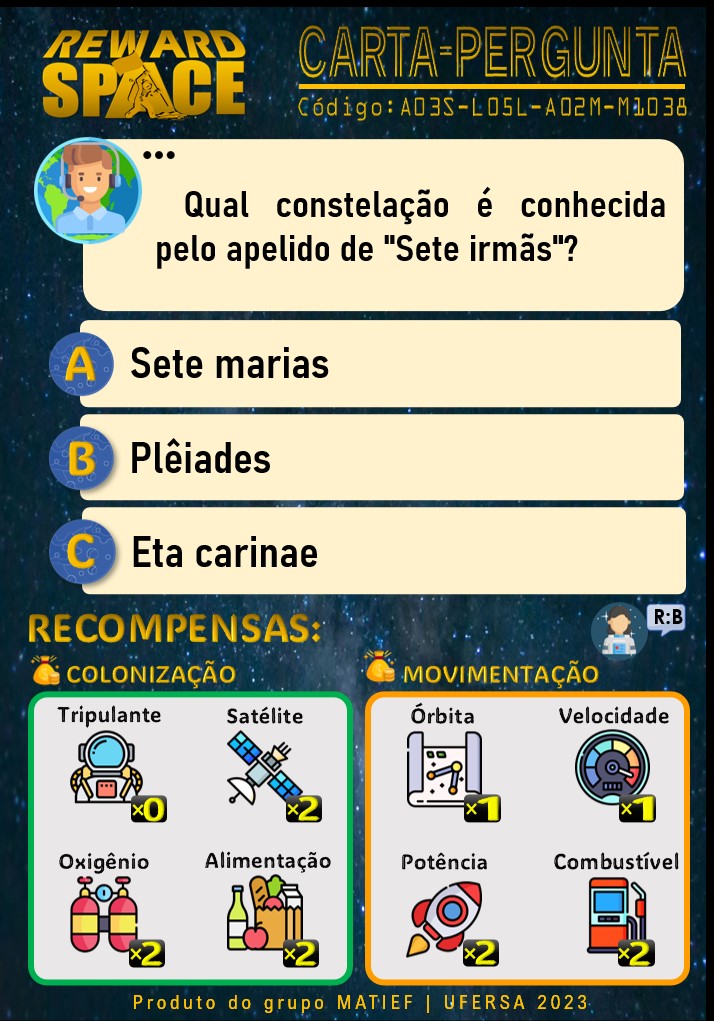 REWARD
SPACE
CARTA-PERGUNTA
Código:A03S-L05L-A02M-M1038
...
Qual constelação é conhecida
pelo apelido de "Sete irmãs"?
A Sete marias
B Plêiades
C Eta carinae
RECOMPENSAS:
R:B
COLONIZAÇÃO
MOVIMENTAÇÃO
Tripulante
Satélite
Órbita
Velocidade
×0
×2
×1
×1
Oxigênio
Alimentação
Potência
Combustível
×2
×2
×2
×2
Produto do grupo MATIEF | UFERSA 2023